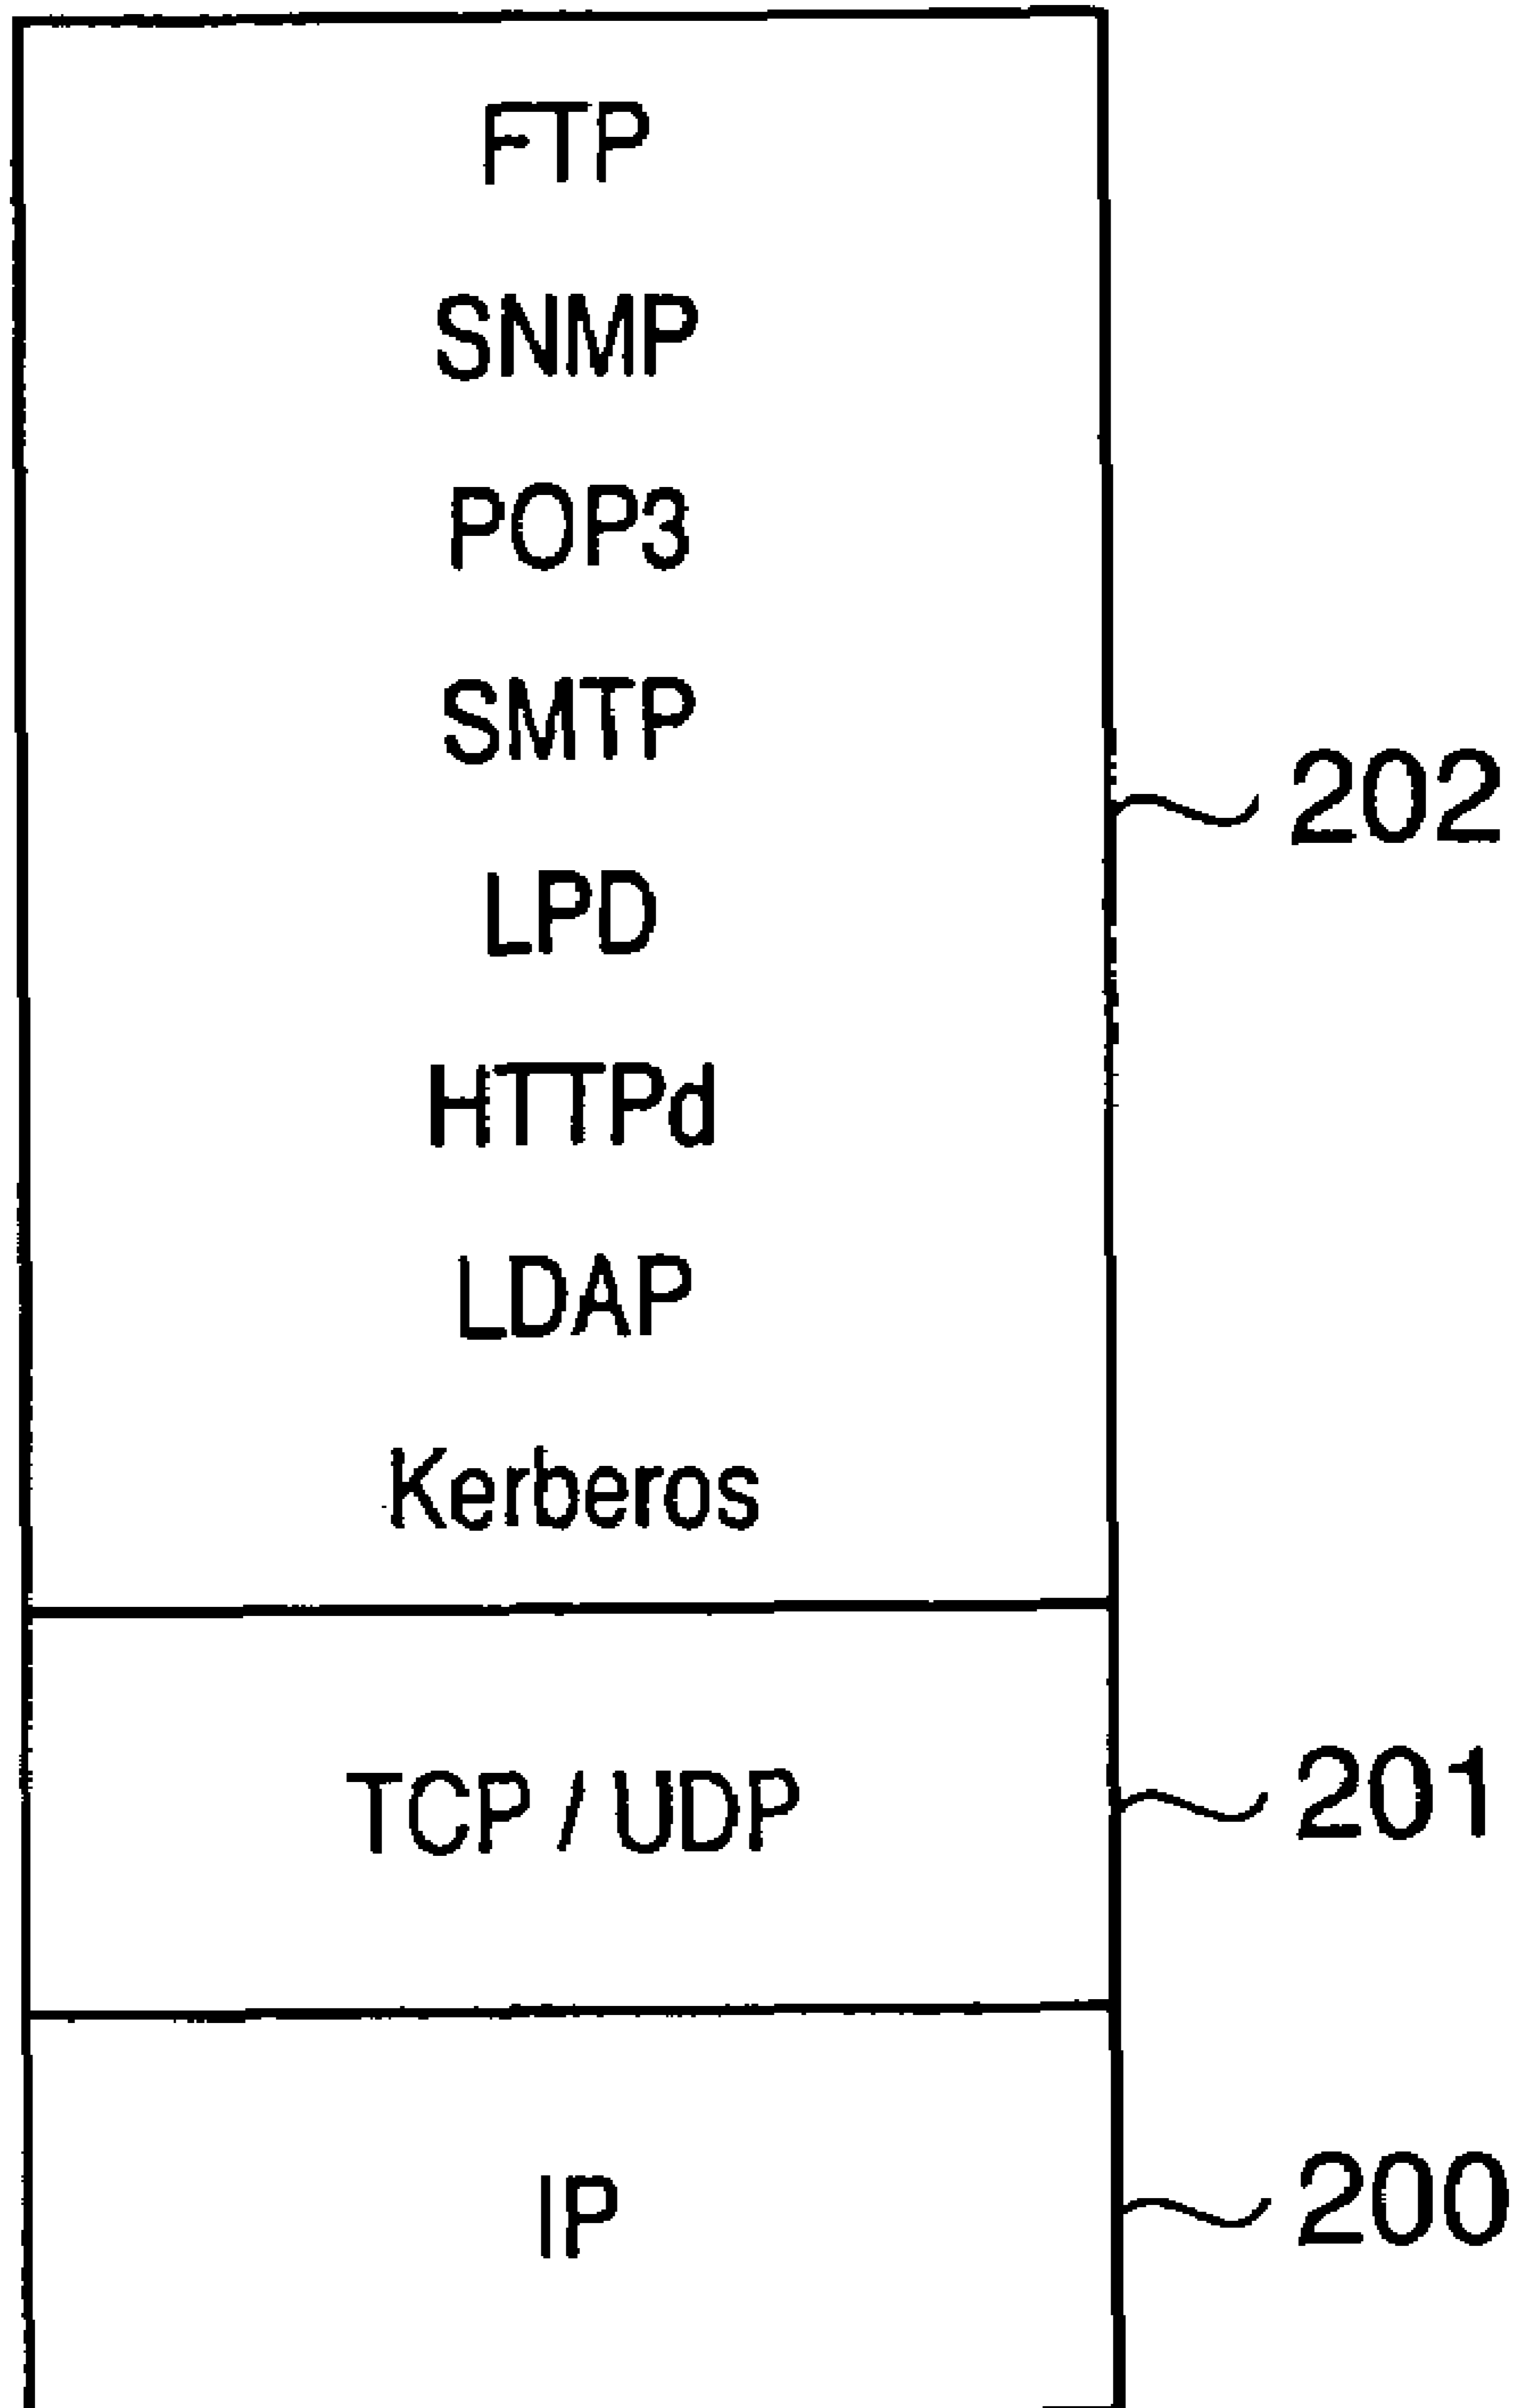 FTP
SNMP
POP3
SMTP
202
LPD
HTTPd
LDAP
Kerberos
TCP / UDP
201
IP
200